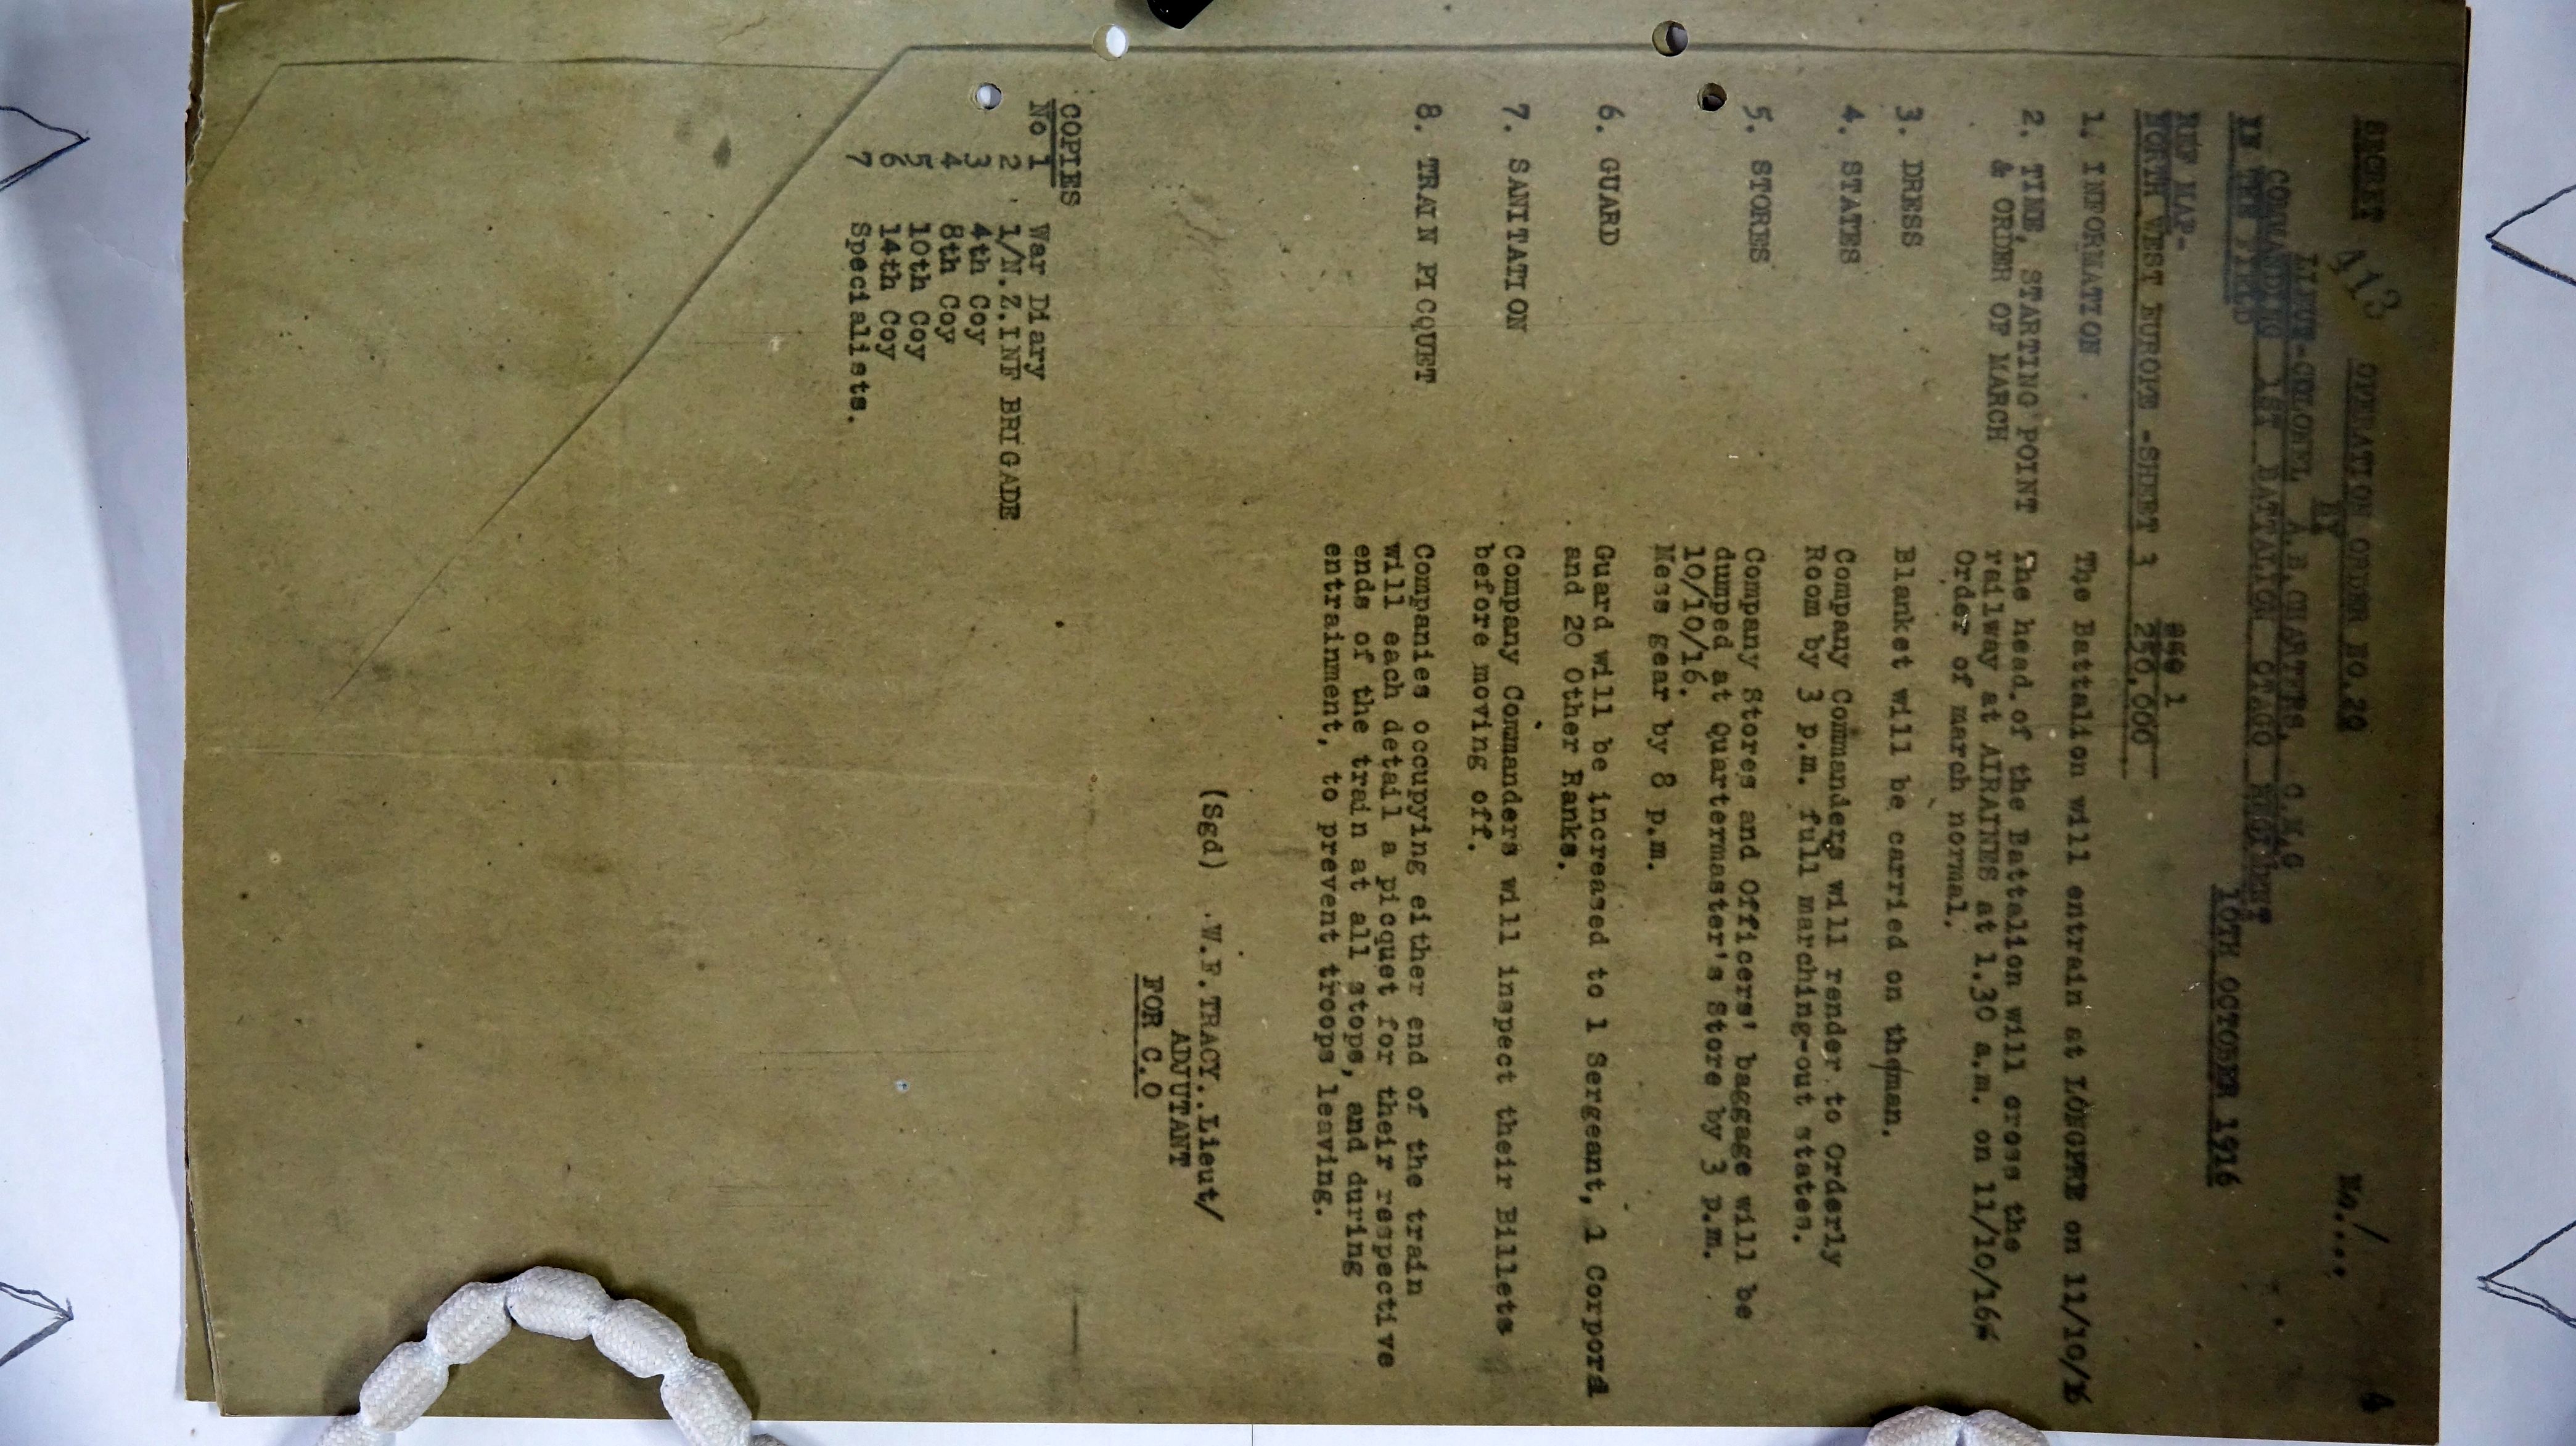 SECRET
A13
4
OPERATION ORDER NO.20
No./....
BY
LIEUT-COLONEL A.B.CHARTERS, C.M.G
COMMANDING 1ST BATTALION OTAGO REGIMENT
IN THE FIELD
10TH OCTOBER 1916
REF MAP-
1
NORTH WEST EUROPE -SHEET 3 250.000
1. INFORMATION The Battalion will entrain at LONGPRE on 11/10/16
2. TIME, STARTING POINT The head of the Battalion will cross the
& ORDER OF MARCH railway at AIRAINES at 1.30 a.m. on 11/10/16
Order of march normal.
3. DRESS Blanket will be carried on the/man.
4. STATES Company Commanders will render to Orderly
Room by 3 p.m. full marching-out states.
5. STORES Company Stores and Officers' baggage will be
dumped at Quartermaster's Store by 3 p.m.
10/10/16.
Mess gear by 8 p.m.
6. GUARD Guard will be increased to 1 Sergeant, 1 Corporal
and 20 Other Ranks.
7. SANITATION Company Commanders will inspect their Billets
before moving off.
8. TRAIN PICQUET Companies occupying either end of the train
will each detail a picquet for their respective
ends of the train at all stops, and during
entrainment, to prevent troops leaving.
(Sgd) .W.F.TRACY..Lieut/
ADJUTANT
FOR C.O
COPIES
No 1 War Diary
2 1/N.Z.INF BRIGADE
3 4th Coy
4 8th Coy
5 10th Coy
6 14th Coy
7 Specialists.